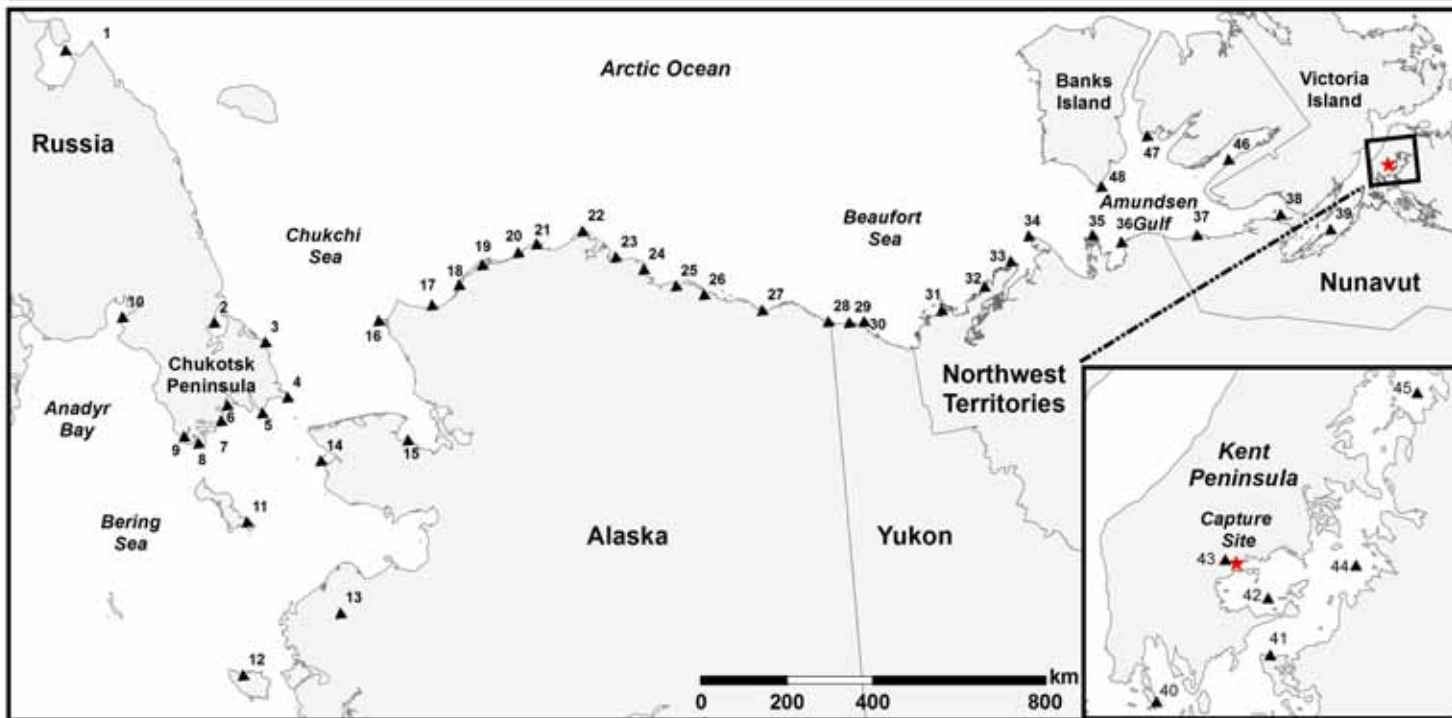 1
Arctic Ocean
Banks
Island
Victoria
Island
Russia
47
46
48
Amundsen
Gulf
Chukchi
Sea
Beaufort
Sea
22
21
20
19
18
17
16
23
24
25
26
27
28
29
30
31
32
33
34
35
36
37
38
39
Nunavut
10
2
3
Chukotsk
Peninsula
4
5
6
7
8
9
Anadyr
Bay
Northwest
Territories
14
15
11
Bering
Sea
Alaska
Yukon
13
12
km
0
200
400
800
45
Kent
Peninsula
Capture
Site
43
44
42
41
40